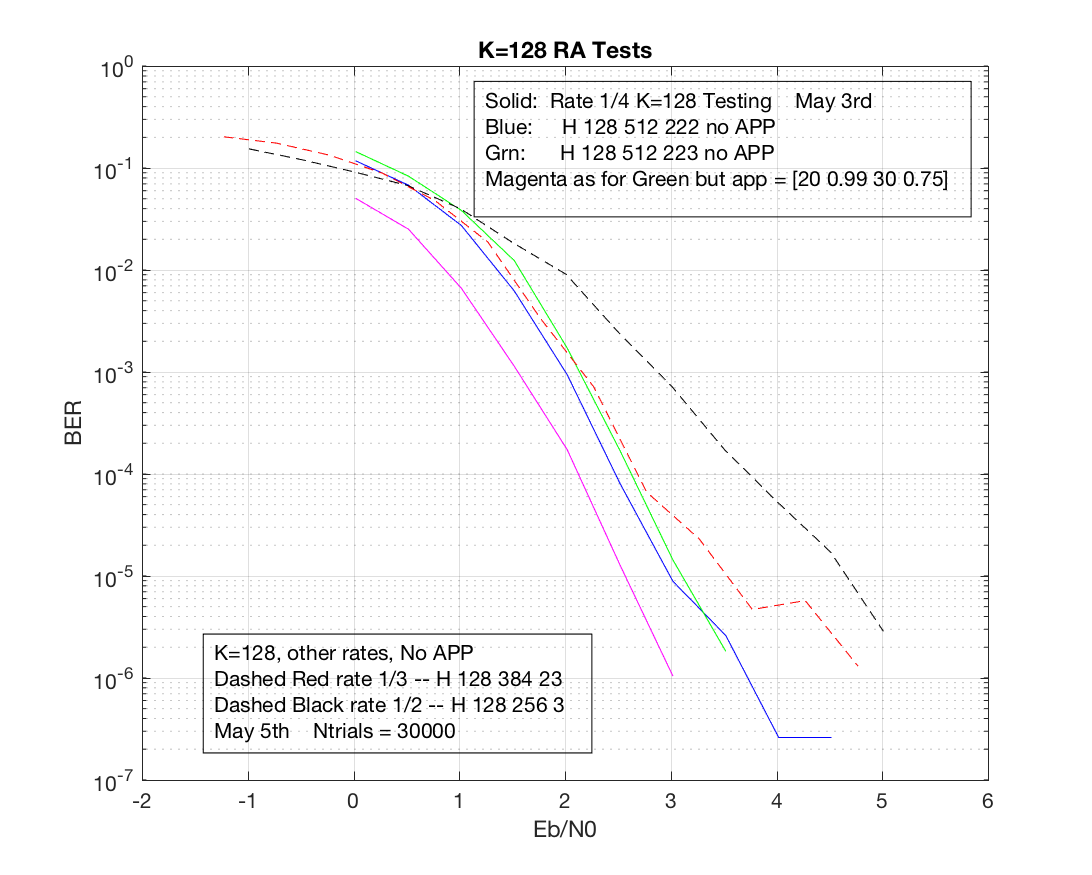 K=128 RA Tests
10^0
10^-1
10^-2
10^-3
10^-4
10^-5
10^-6
10^-7
BER
Solid:  Rate 1/4 K=128 Testing    May 3rd
Blue:     H 128 512 222 no APP
Grn:      H 128 512 223 no APP
Magenta as for Green but app = [20 0.99 30 0.75]
K=128, other rates, No APP
Dashed Red rate 1/3 -- H 128 384 23
Dashed Black rate 1/2 -- H 128 256 3
May 5th    Ntrials = 30000
-2 -1 0 1 2 3 4 5 6
Eb/N0